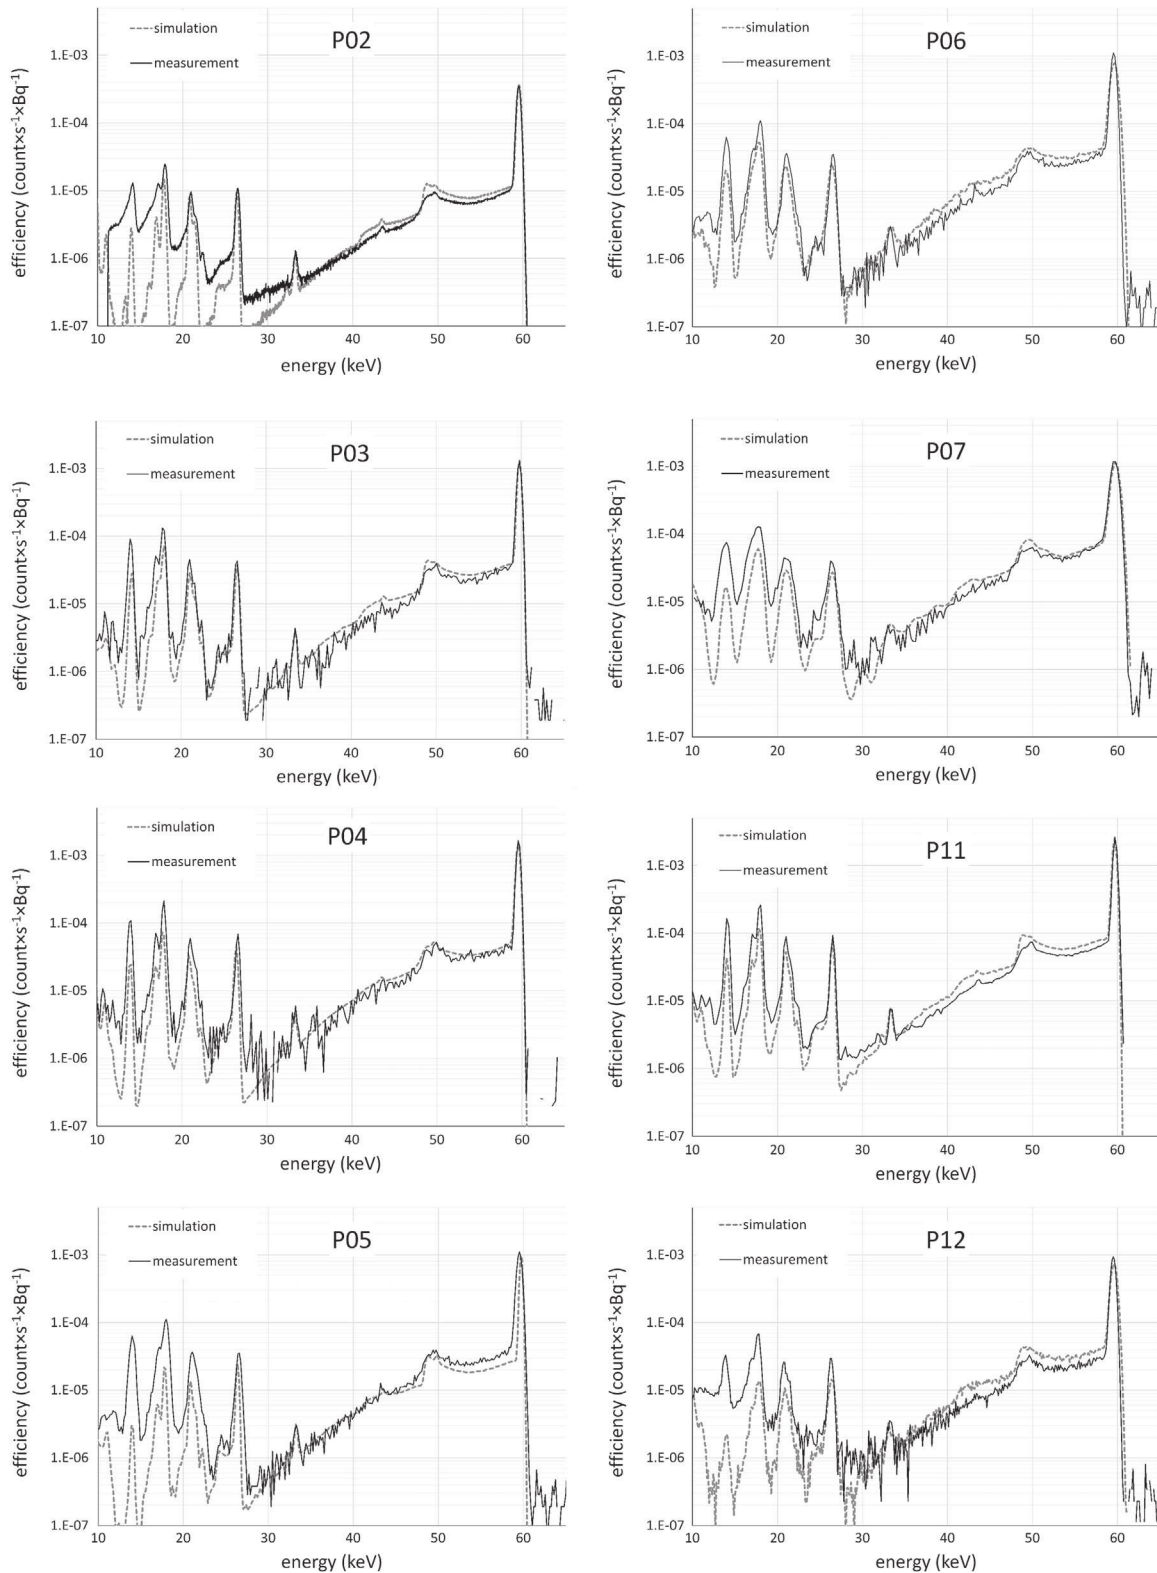 P02
simulation
measurement
efficiency (count×s⁻¹×Bq⁻¹)
1.E-03
1.E-04
1.E-05
1.E-06
1.E-07
10 20 30 40 50 60
energy (keV)
P06
simulation
measurement
efficiency (count×s⁻¹×Bq⁻¹)
1.E-03
1.E-04
1.E-05
1.E-06
1.E-07
10 20 30 40 50 60
energy (keV)
P03
simulation
measurement
efficiency (count×s⁻¹×Bq⁻¹)
1.E-03
1.E-04
1.E-05
1.E-06
1.E-07
10 20 30 40 50 60
energy (keV)
P07
simulation
measurement
efficiency (count×s⁻¹×Bq⁻¹)
1.E-03
1.E-04
1.E-05
1.E-06
1.E-07
10 20 30 40 50 60
energy (keV)
P04
simulation
measurement
efficiency (count×s⁻¹×Bq⁻¹)
1.E-03
1.E-04
1.E-05
1.E-06
1.E-07
10 20 30 40 50 60
energy (keV)
P11
simulation
measurement
efficiency (count×s⁻¹×Bq⁻¹)
1.E-03
1.E-04
1.E-05
1.E-06
1.E-07
10 20 30 40 50 60
energy (keV)
P05
simulation
measurement
efficiency (count×s⁻¹×Bq⁻¹)
1.E-03
1.E-04
1.E-05
1.E-06
1.E-07
10 20 30 40 50 60
energy (keV)
P12
simulation
measurement
efficiency (count×s⁻¹×Bq⁻¹)
1.E-03
1.E-04
1.E-05
1.E-06
1.E-07
10 20 30 40 50 60
energy (keV)